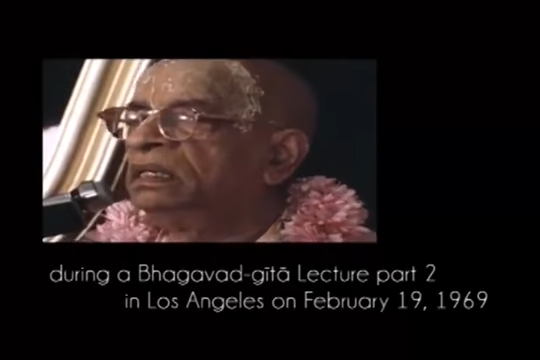 during a Bhagavad-gītā Lecture part 2
in Los Angeles on February 19, 1969